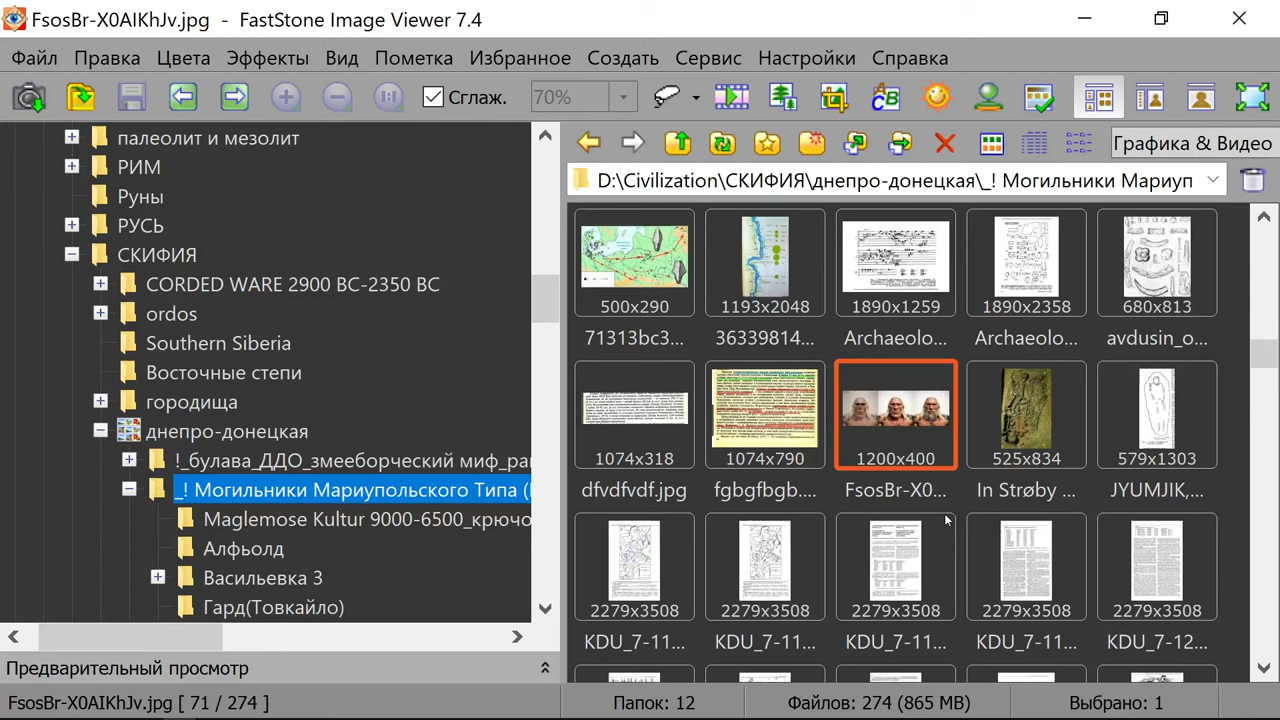 FsosBr-X0AIKhJv.jpg - FastStone Image Viewer 7.4
Файл Правка Цвета Эффекты Вид Пометка Избранное Создать Сервис Настройки Справка
Сглаж. 70%
Графика & Видео
D:\Civilization\СКИФИЯ\днепро-донецкая\_! Могильники Мариуп
палеолит и мезолит
РИМ
Руны
РУСЬ
СКИФИЯ
CORDED WARE 2900 BC-2350 BC
ordos
Southern Siberia
Восточные степи
городища
днепро-донецкая
!_булава_ДДО_змееборческий миф_ра
_! Могильники Мариупольского Типа (
Maglemose Kultur 9000-6500_крючо
Алфьолд
Васильевка 3
Гард(Товкайло)
500x290 1193x2048 1890x1259 1890x2358 680x813
71313bc3... 36339814... Archaeolo... Archaeolo... avdusin_o...
1074x318 1074x790 1200x400 525x834 579x1303
dfvdfvdf.jpg fgbgfbgb.... FsosBr-X0... In Strøby ... JYUMJIK,...
2279x3508 2279x3508 2279x3508 2279x3508 2279x3508
KDU_7-11... KDU_7-11... KDU_7-11... KDU_7-11... KDU_7-12...
Предварительный просмотр
FsosBr-X0AIKhJv.jpg [ 71 / 274 ]
Папок: 12
Файлов: 274 (865 MB)
Выбрано: 1